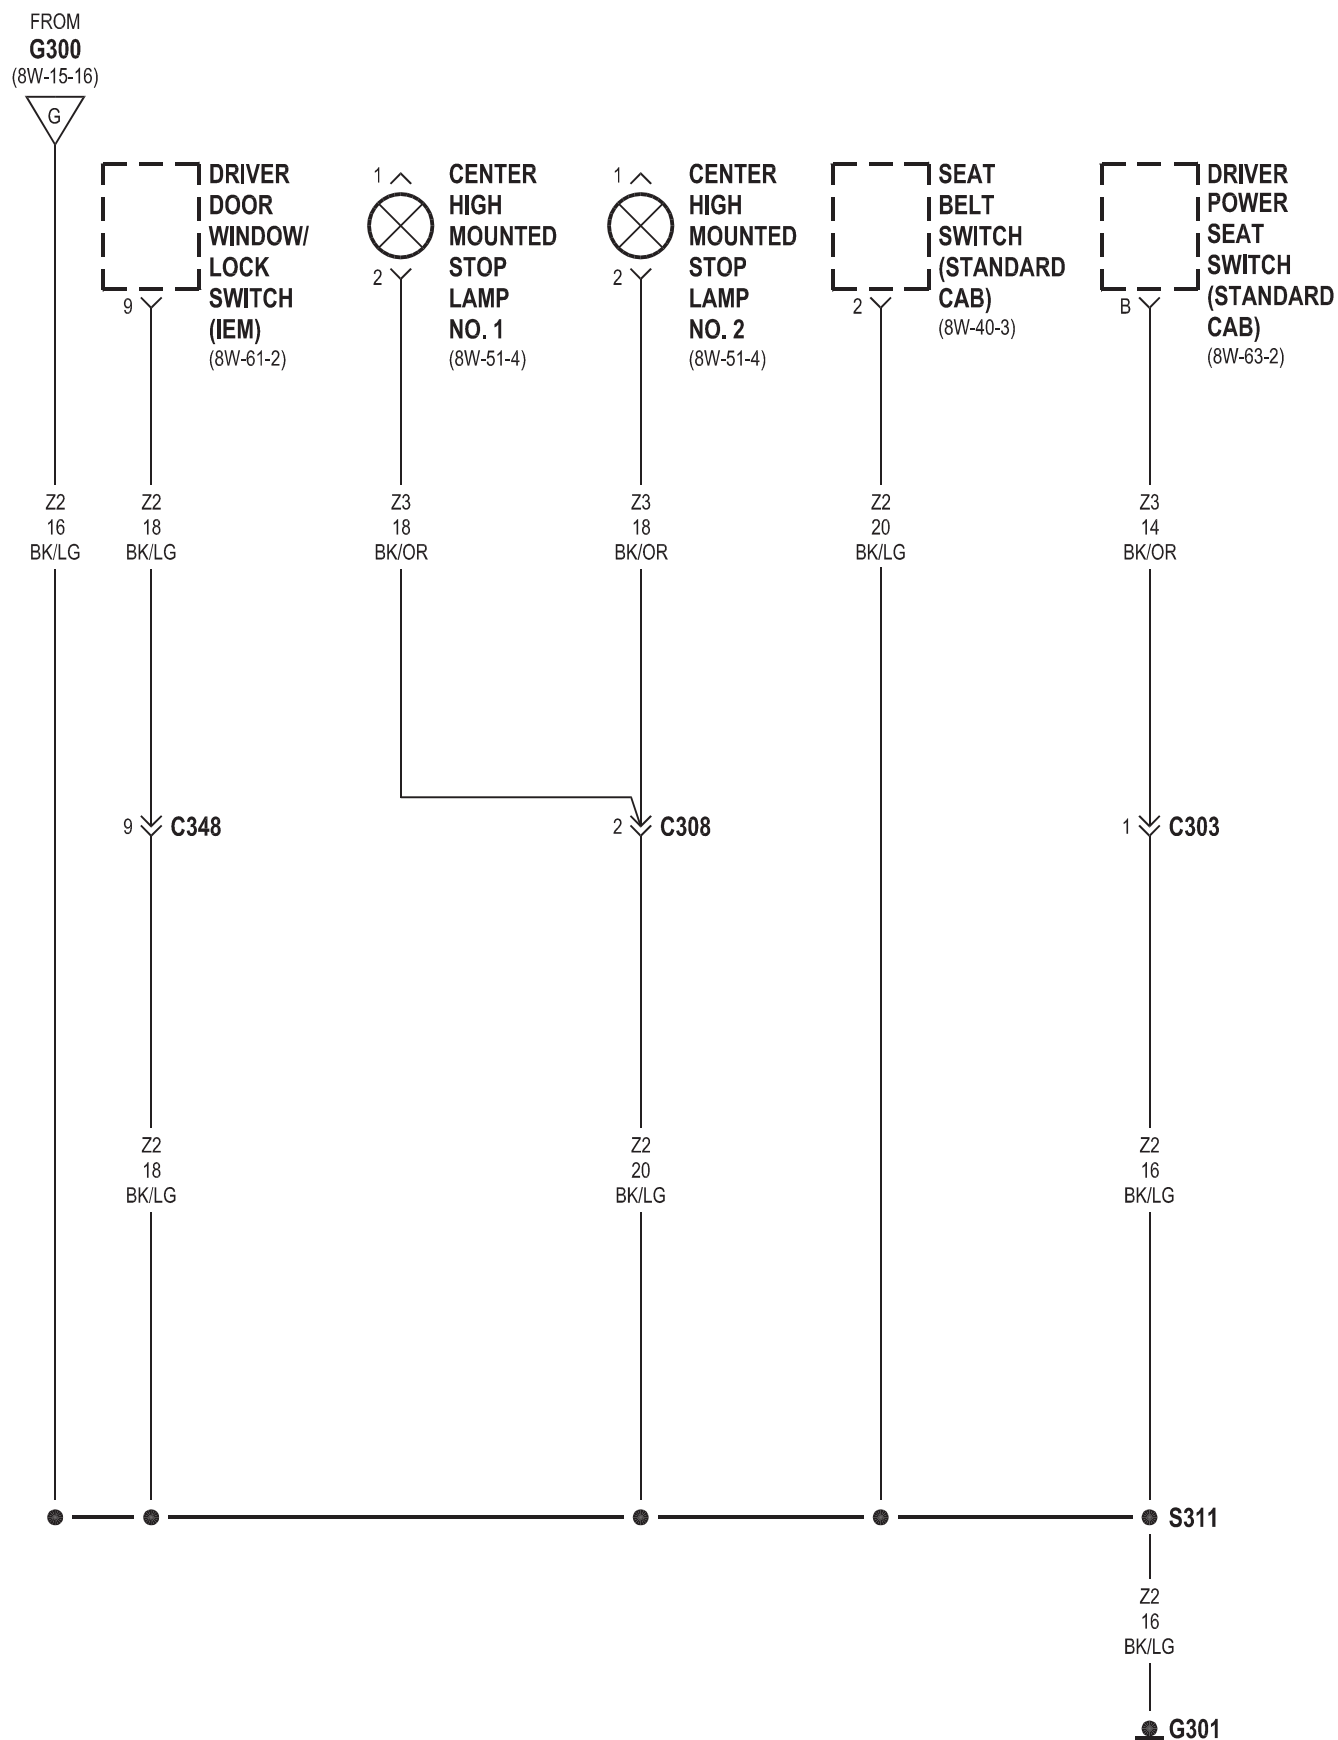 FROM
G300
(8W-15-16)
G
DRIVER
DOOR
WINDOW/
LOCK
SWITCH
(IEM)
(8W-61-2)
9
1
2
CENTER
HIGH
MOUNTED
STOP
LAMP
NO. 1
(8W-51-4)
1
2
CENTER
HIGH
MOUNTED
STOP
LAMP
NO. 2
(8W-51-4)
SEAT
BELT
SWITCH
(STANDARD
CAB)
(8W-40-3)
2
DRIVER
POWER
SEAT
SWITCH
(STANDARD
CAB)
(8W-63-2)
B
Z2
16
BK/LG
Z2
18
BK/LG
Z3
18
BK/OR
Z3
18
BK/OR
Z2
20
BK/LG
Z3
14
BK/OR
9 C348
2 C308
1 C303
Z2
18
BK/LG
Z2
20
BK/LG
Z2
16
BK/LG
S311
Z2
16
BK/LG
G301